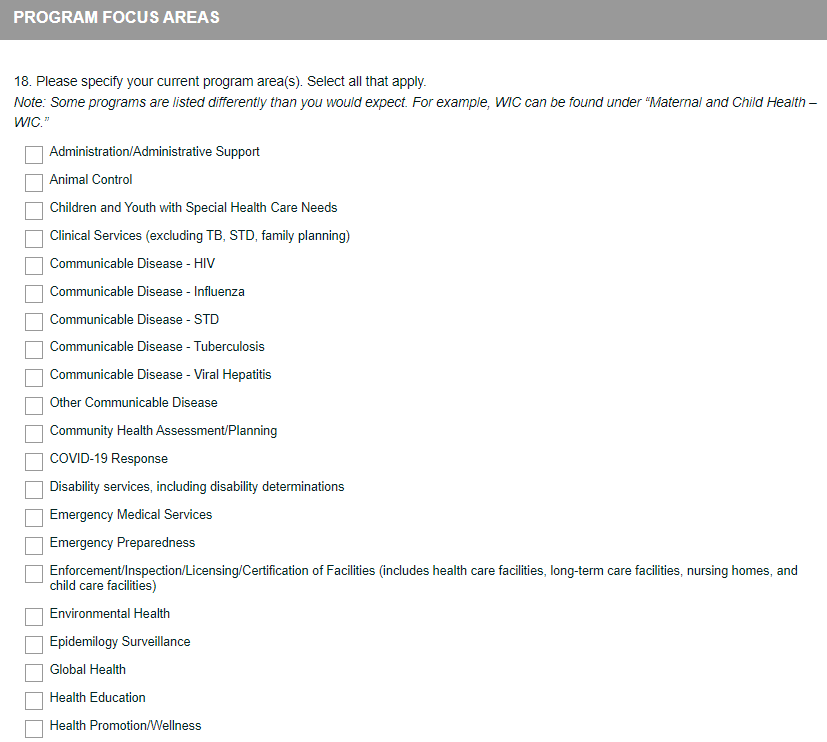 PROGRAM FOCUS AREAS
18. Please specify your current program area(s). Select all that apply.
Note: Some programs are listed differently than you would expect. For example, WIC can be found under “Maternal and Child Health –
WIC.”
Administration/Administrative Support
Animal Control
Children and Youth with Special Health Care Needs
Clinical Services (excluding TB, STD, family planning)
Communicable Disease - HIV
Communicable Disease - Influenza
Communicable Disease - STD
Communicable Disease - Tuberculosis
Communicable Disease - Viral Hepatitis
Other Communicable Disease
Community Health Assessment/Planning
COVID-19 Response
Disability services, including disability determinations
Emergency Medical Services
Emergency Preparedness
Enforcement/Inspection/Licensing/Certification of Facilities (includes health care facilities, long-term care facilities, nursing homes, and
child care facilities)
Environmental Health
Epidemilogy Surveillance
Global Health
Health Education
Health Promotion/Wellness